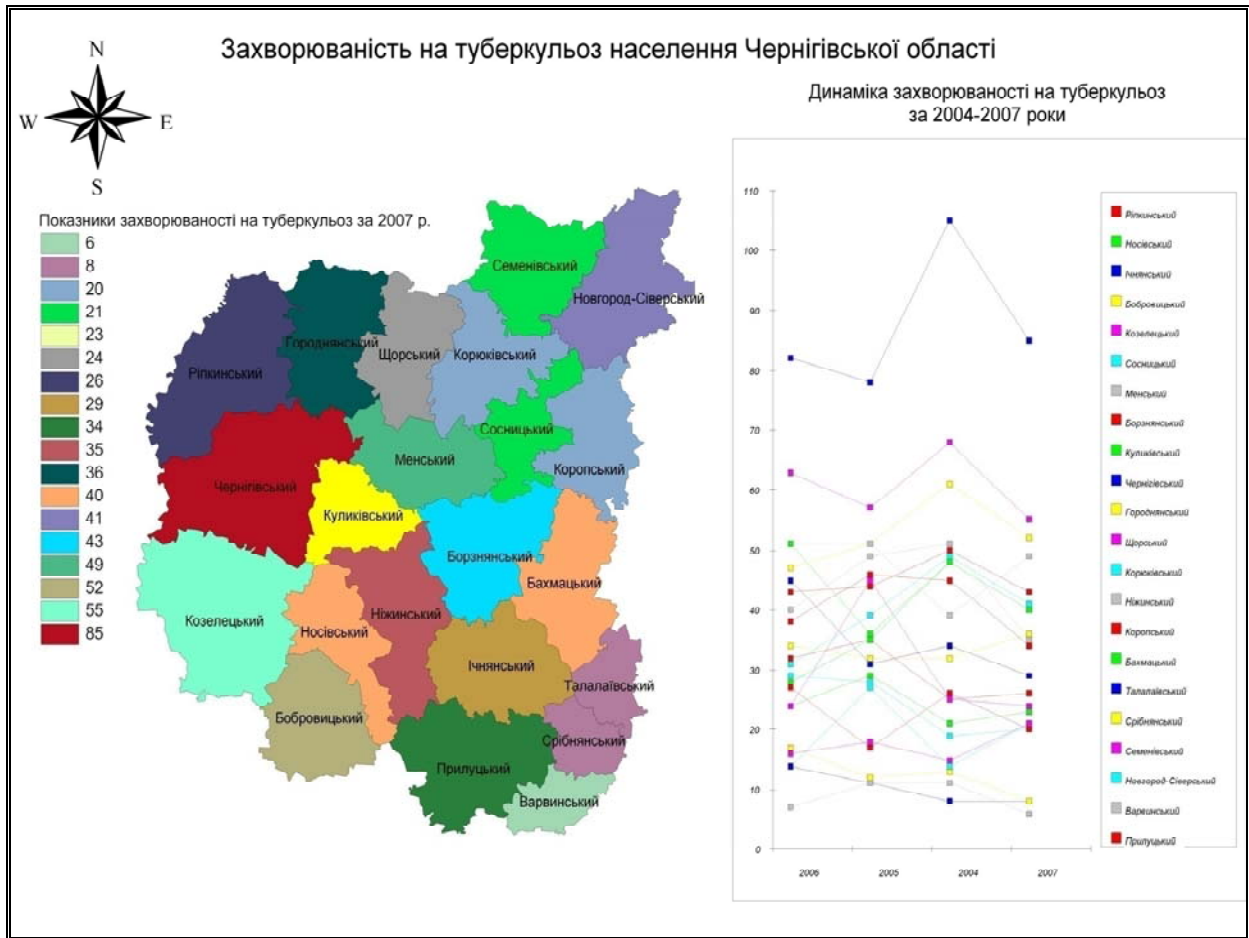 Захворюваність на туберкульоз населення Чернігівської області
N
W
E
S
Показники захворюваності на туберкульоз за 2007 р.
6
8
20
21
23
24
26
29
34
35
36
40
41
43
49
52
55
85
Семенівський
Новгород-Сіверський
Городнянський
Щорський
Корюківський
Ріпкинський
Сосницький
Менський
Коропський
Чернігівський
Куликівський
Борзнянський
Бахмацький
Козелецький
Носівський
Ніжинський
Ічнянський
Талалаївський
Бобровицький
Срібнянський
Прилуцький
Варвинський
Динаміка захворюваності на туберкульоз
за 2004-2007 роки
110
100
90
80
70
60
50
40
30
20
10
0
2006
2005
2004
2007
Ріпкинський
Носівський
Ічнянський
Бобровицький
Козелецький
Сосницький
Менський
Борзнянський
Куликівський
Чернігівський
Городнянський
Щорський
Корюківський
Ніжинський
Коропський
Бахмацький
Талалаївський
Срібнянський
Семенівський
Новгород-Сіверський
Варвинський
Прилуцький